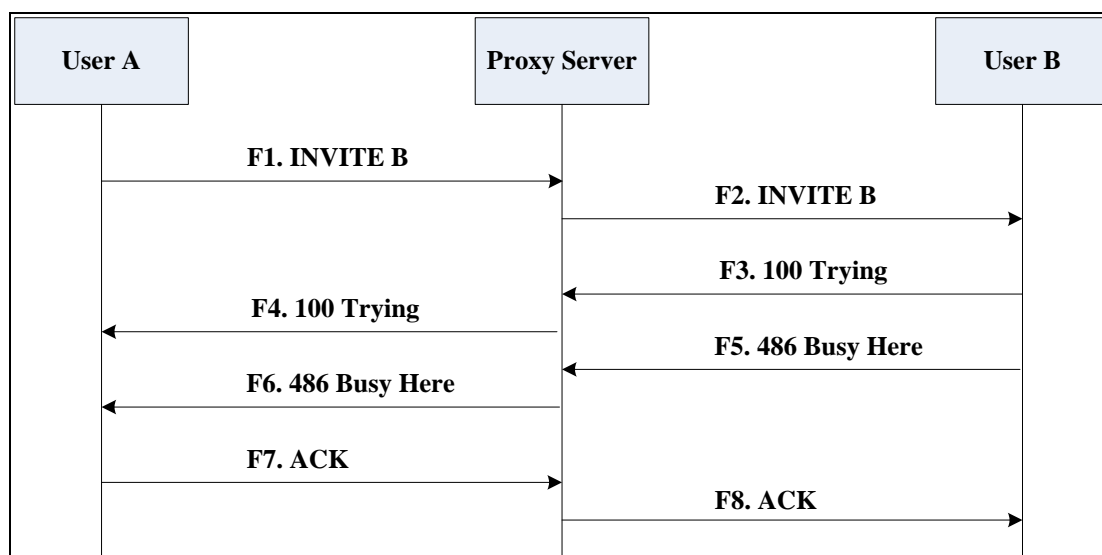 User A
Proxy Server
User B
F1. INVITE B
F2. INVITE B
F3. 100 Trying
F4. 100 Trying
F5. 486 Busy Here
F6. 486 Busy Here
F7. ACK
F8. ACK